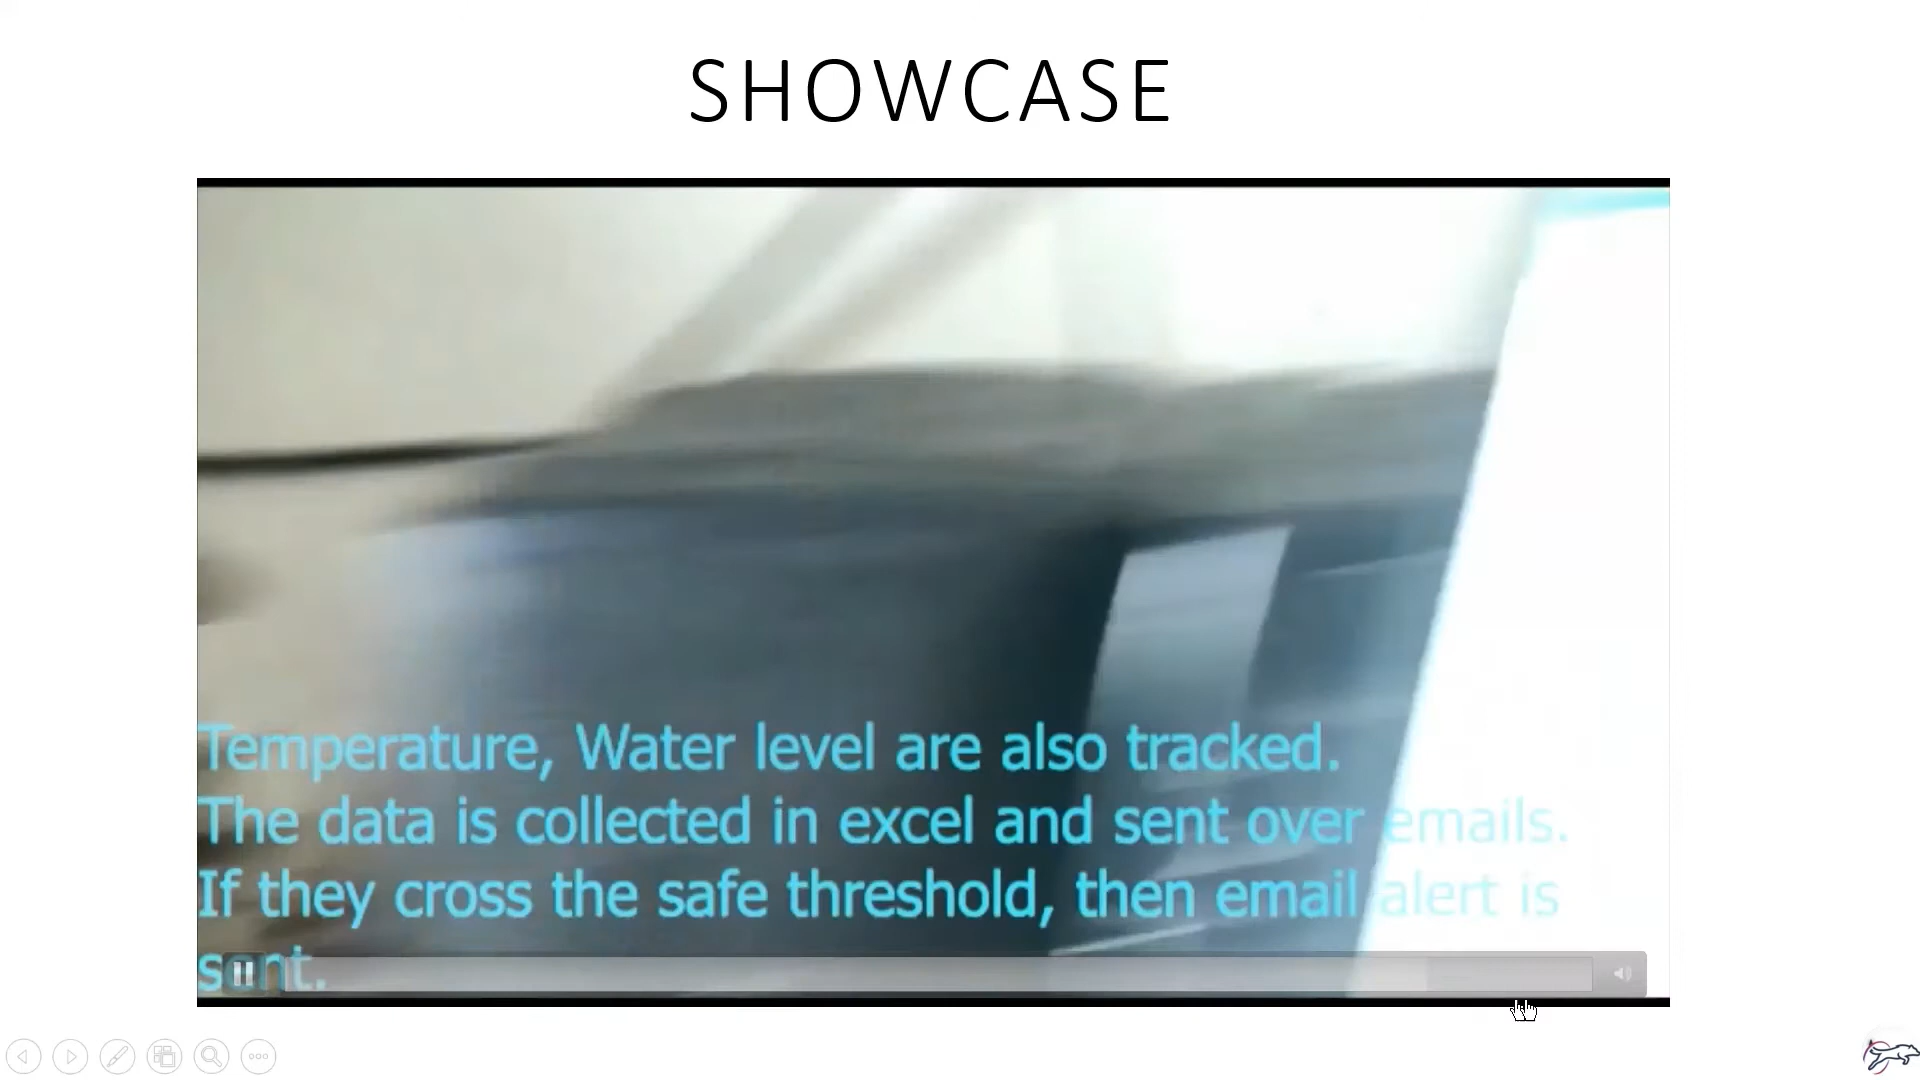 SHOWCASE
Temperature, Water level are also tracked.
The data is collected in excel and sent over emails.
If they cross the safe threshold, then email alert is
sent.